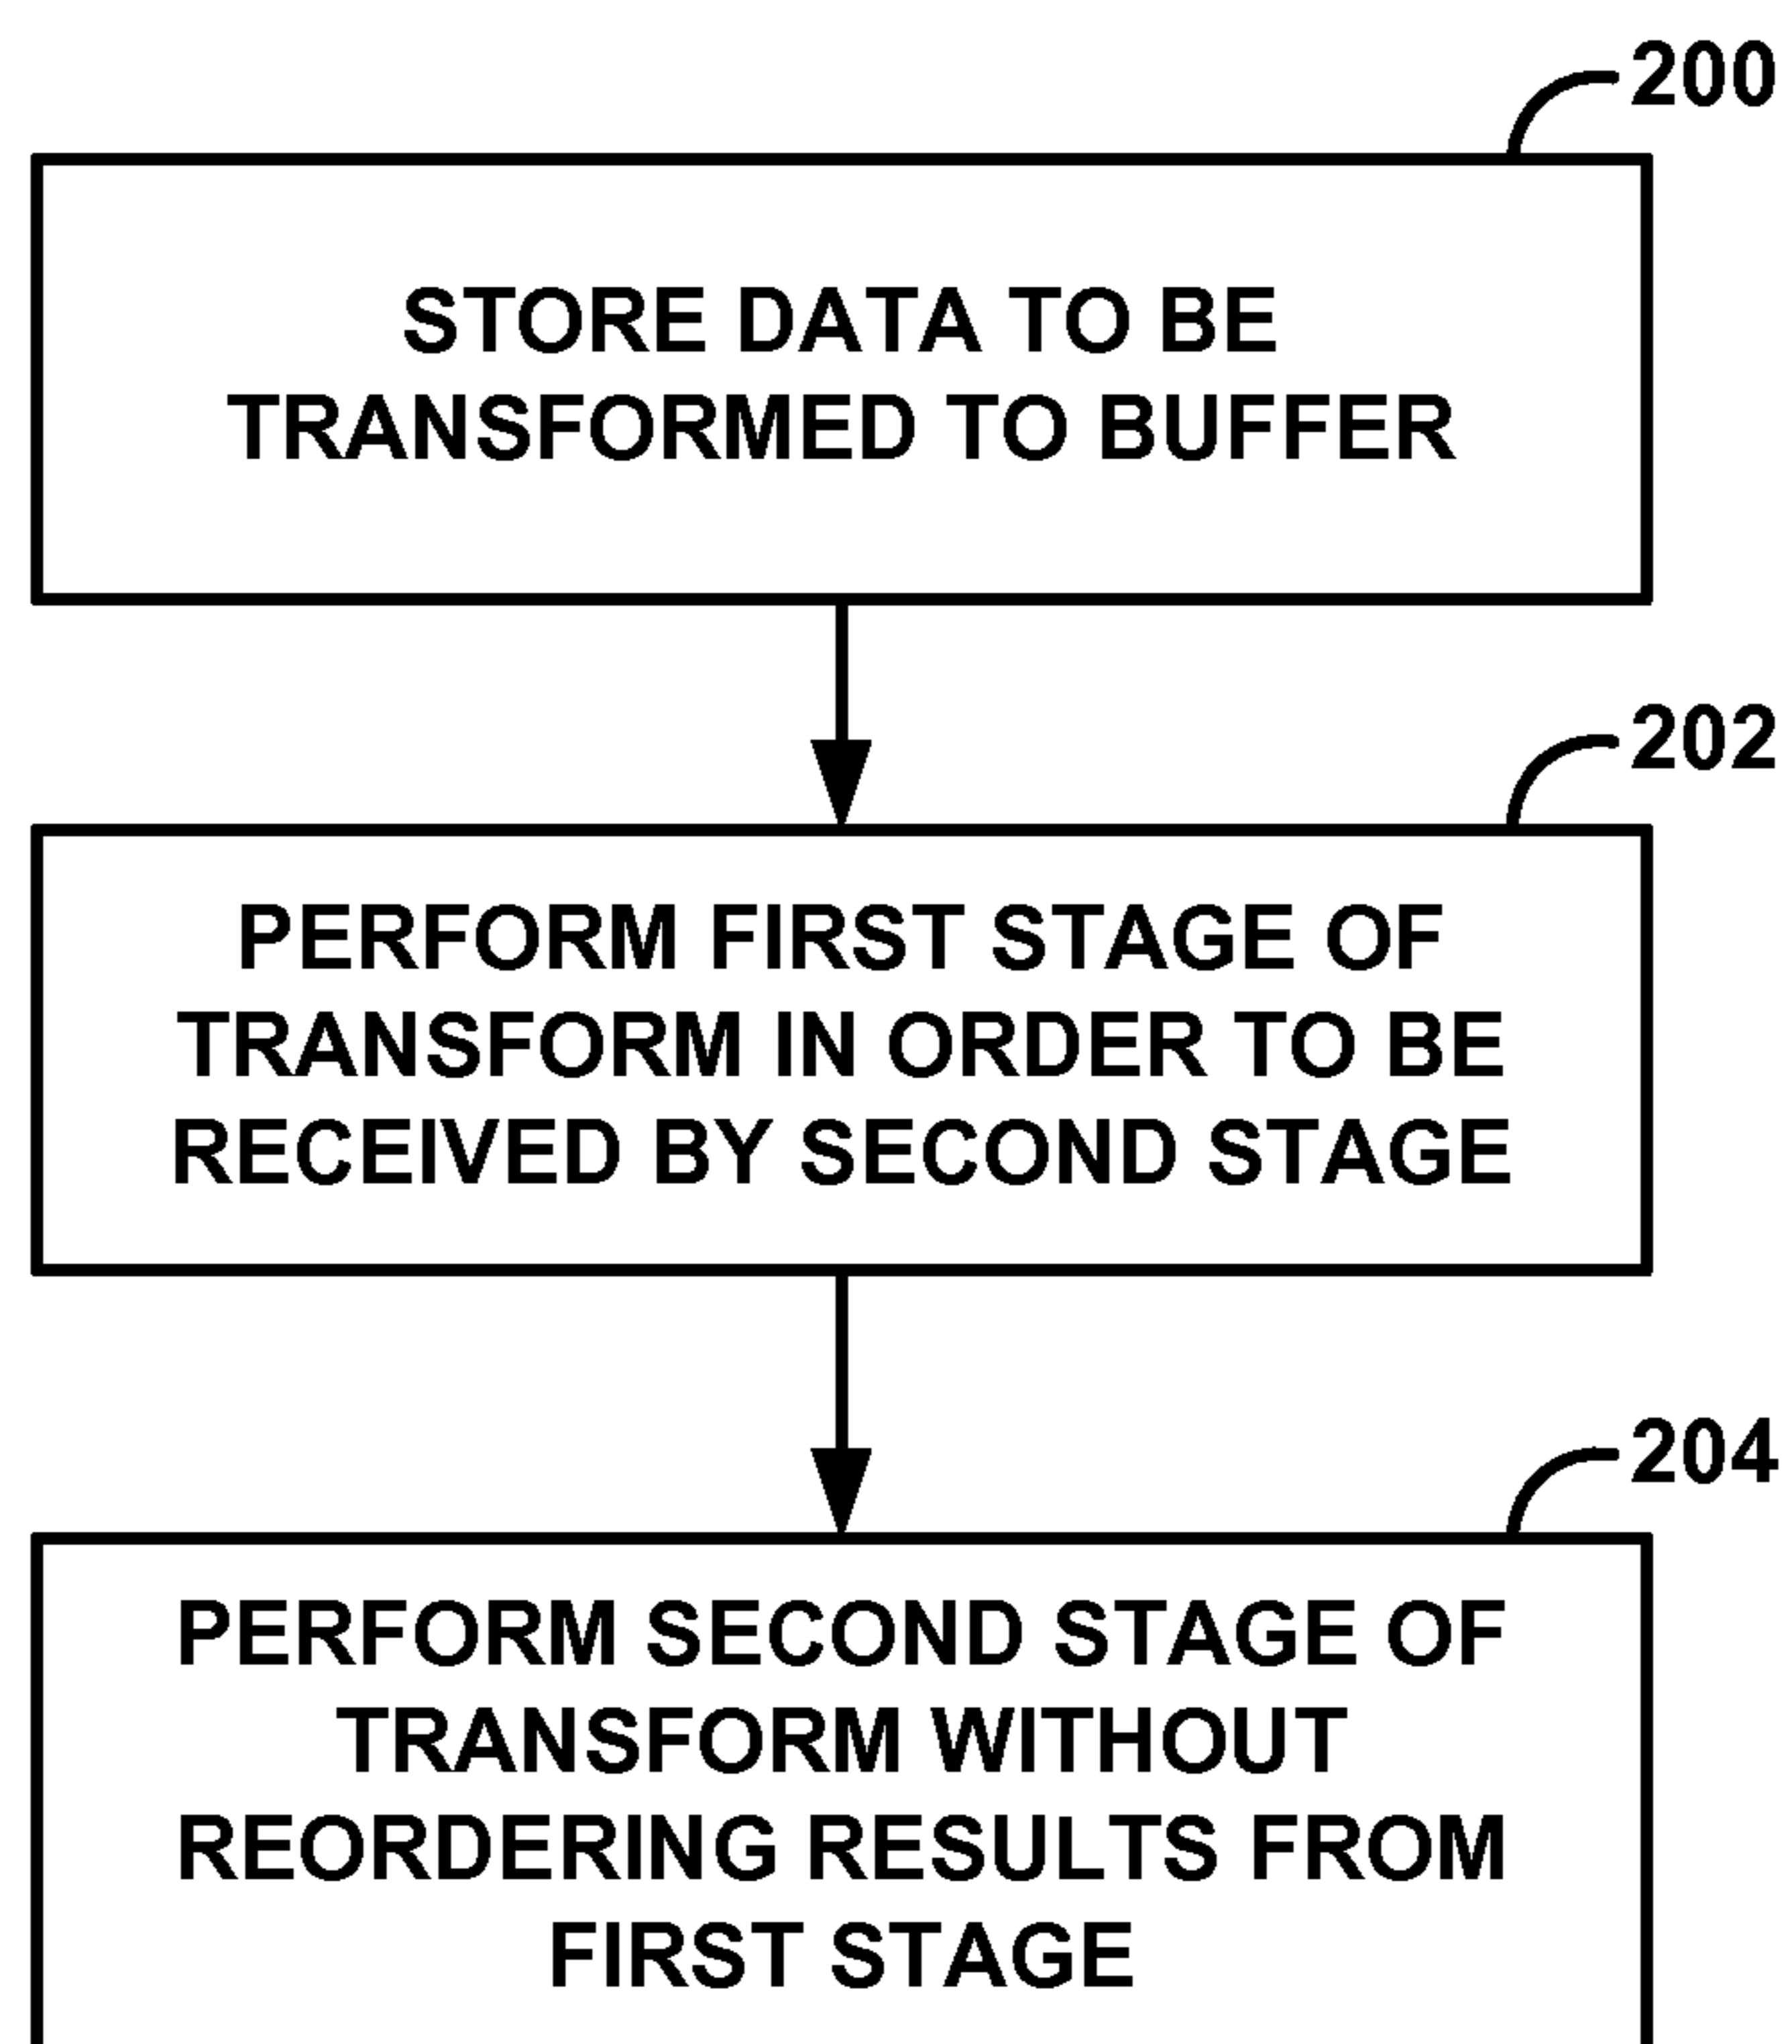 200
STORE DATA TO BE
TRANSFORMED TO BUFFER
202
PERFORM FIRST STAGE OF
TRANSFORM IN ORDER TO BE
RECEIVED BY SECOND STAGE
204
PERFORM SECOND STAGE OF
TRANSFORM WITHOUT
REORDERING RESULTS FROM
FIRST STAGE